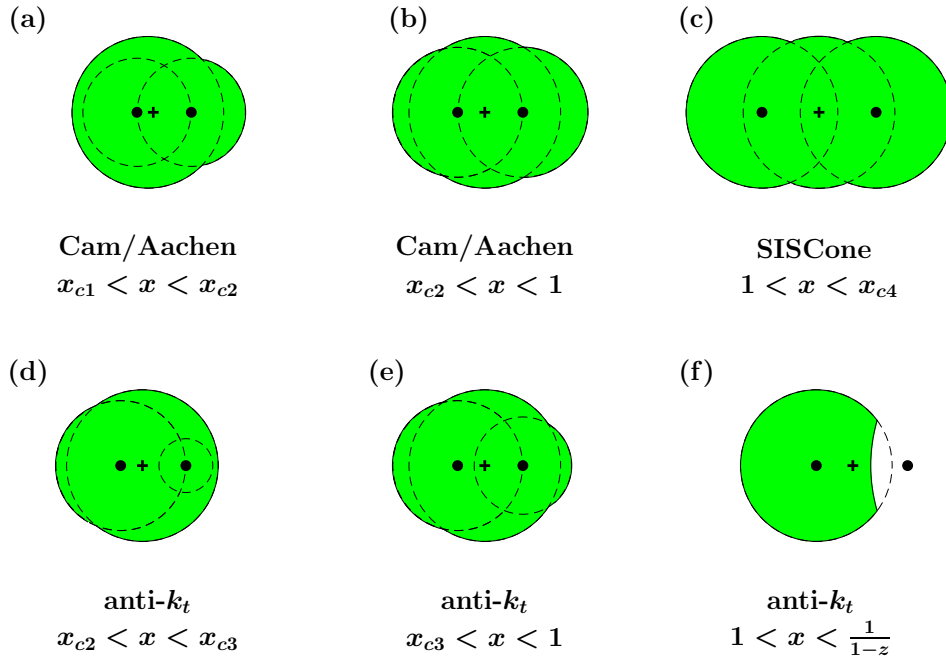 (a)
(b)
(c)
Cam/Aachen
x_{c1} < x < x_{c2}
Cam/Aachen
x_{c2} < x < 1
SISCone
1 < x < x_{c4}
(d)
(e)
(f)
anti-k_t
x_{c2} < x < x_{c3}
anti-k_t
x_{c3} < x < 1
anti-k_t
1 < x < \frac{1}{1-z}